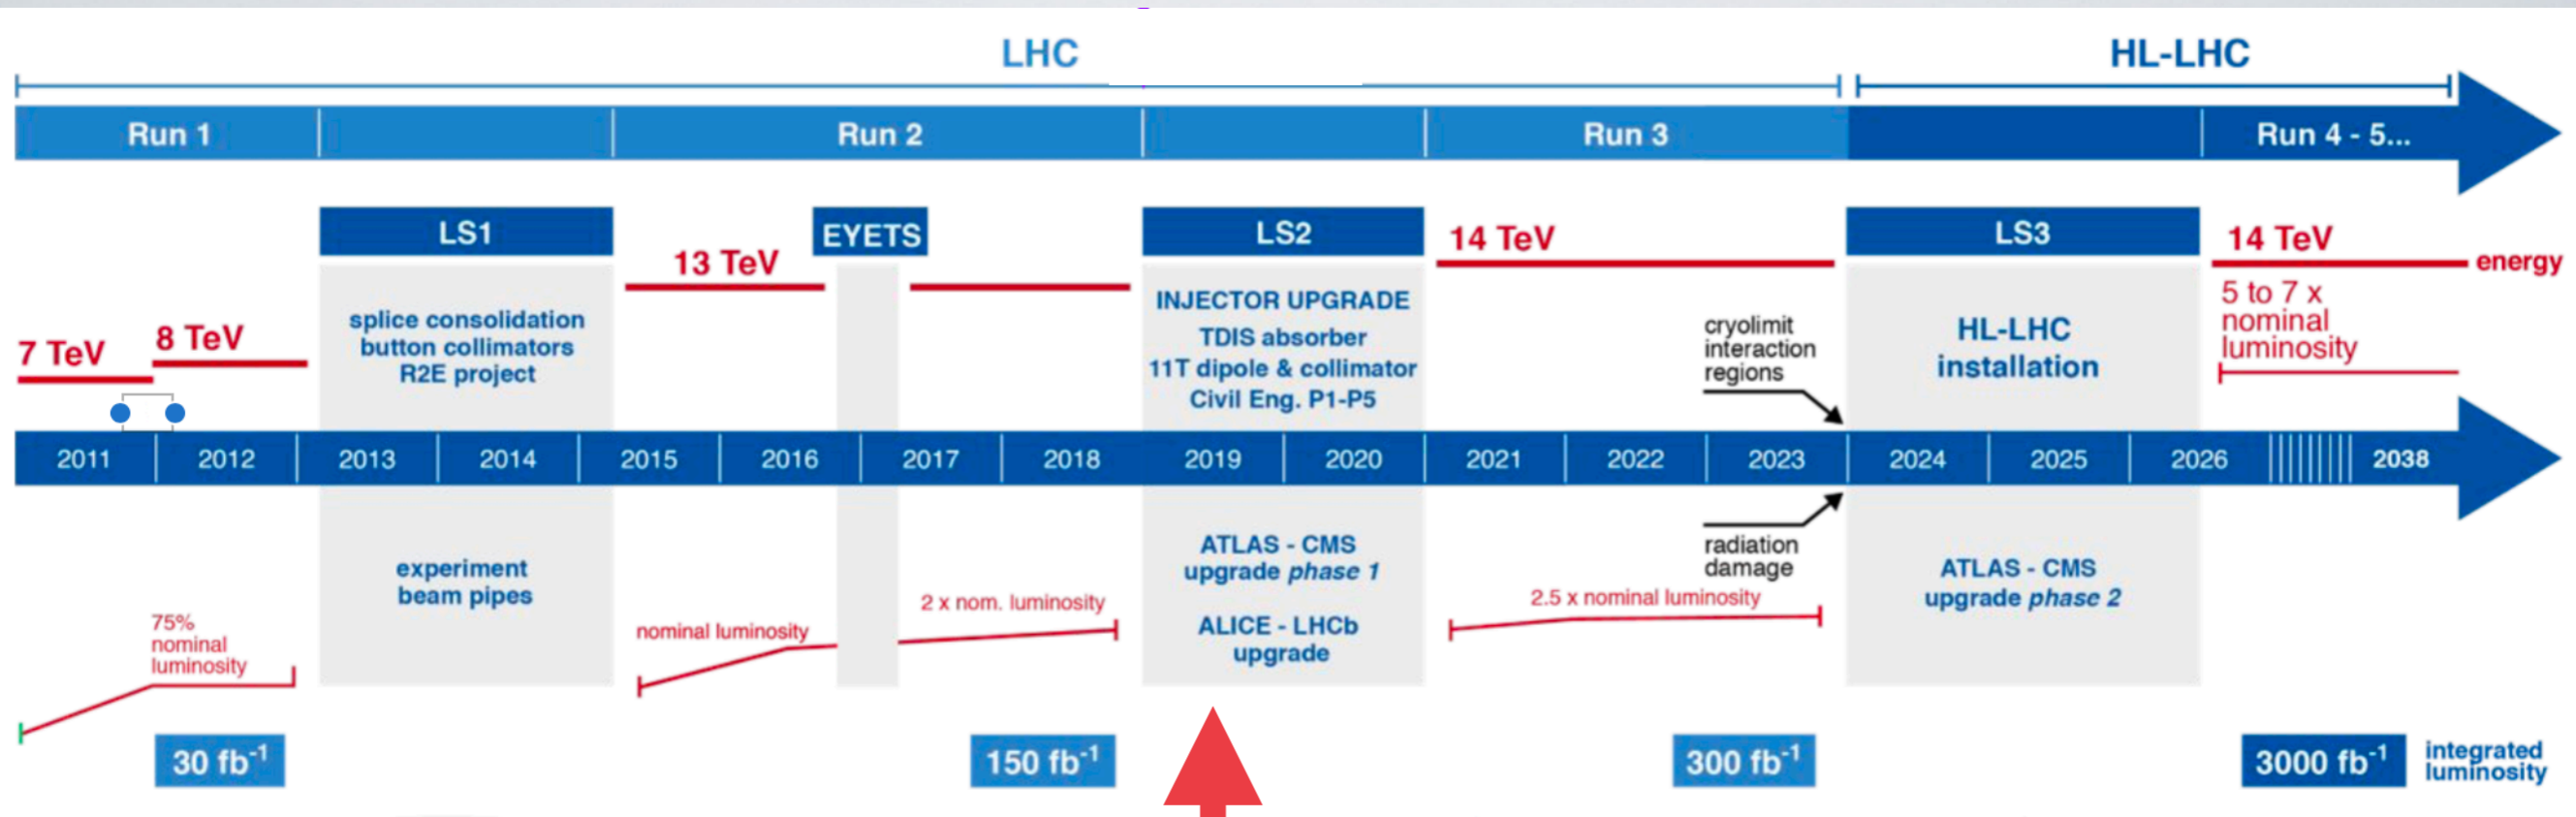 LHC
HL-LHC
Run 1
Run 2
Run 3
Run 4 - 5...
LS1
EYETS
LS2
LS3
7 TeV
8 TeV
13 TeV
14 TeV
14 TeV
energy
splice consolidation
button collimators
R2E project
INJECTOR UPGRADE
TDIS absorber
11T dipole & collimator
Civil Eng. P1-P5
cryolimit
interaction
regions
HL-LHC
installation
5 to 7 x
nominal
luminosity
2011
2012
2013
2014
2015
2016
2017
2018
2019
2020
2021
2022
2023
2024
2025
2026
2038
75%
nominal
luminosity
experiment
beam pipes
nominal luminosity
2 x nom. luminosity
ATLAS - CMS
upgrade phase 1
ALICE - LHCb
upgrade
2.5 x nominal luminosity
radiation
damage
ATLAS - CMS
upgrade phase 2
30 fb⁻¹
150 fb⁻¹
300 fb⁻¹
3000 fb⁻¹
integrated
luminosity